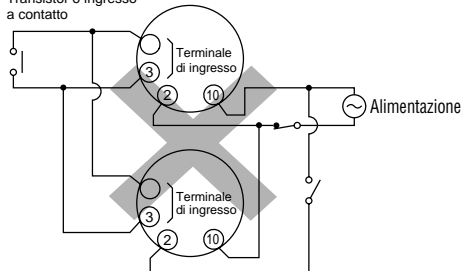 Transistor o ingresso
a contatto
Terminale
di ingresso
3
2
10
Alimentazione
Terminale
di ingresso
3
2
10